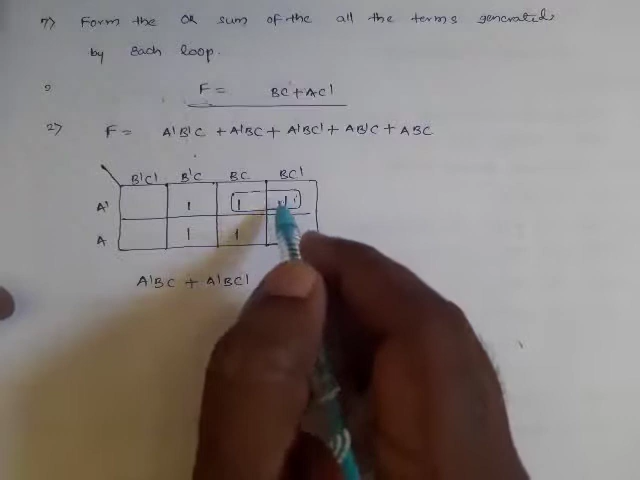 7) Form the OR sum of the all the terms generated
by each loop.
F = BC + AC'
2) F = A'B'C + A'BC + A'BC' + AB'C + ABC
B'C' B'C BC BC'
A' 1 1 1
A 1 1
A'BC + A'BC'